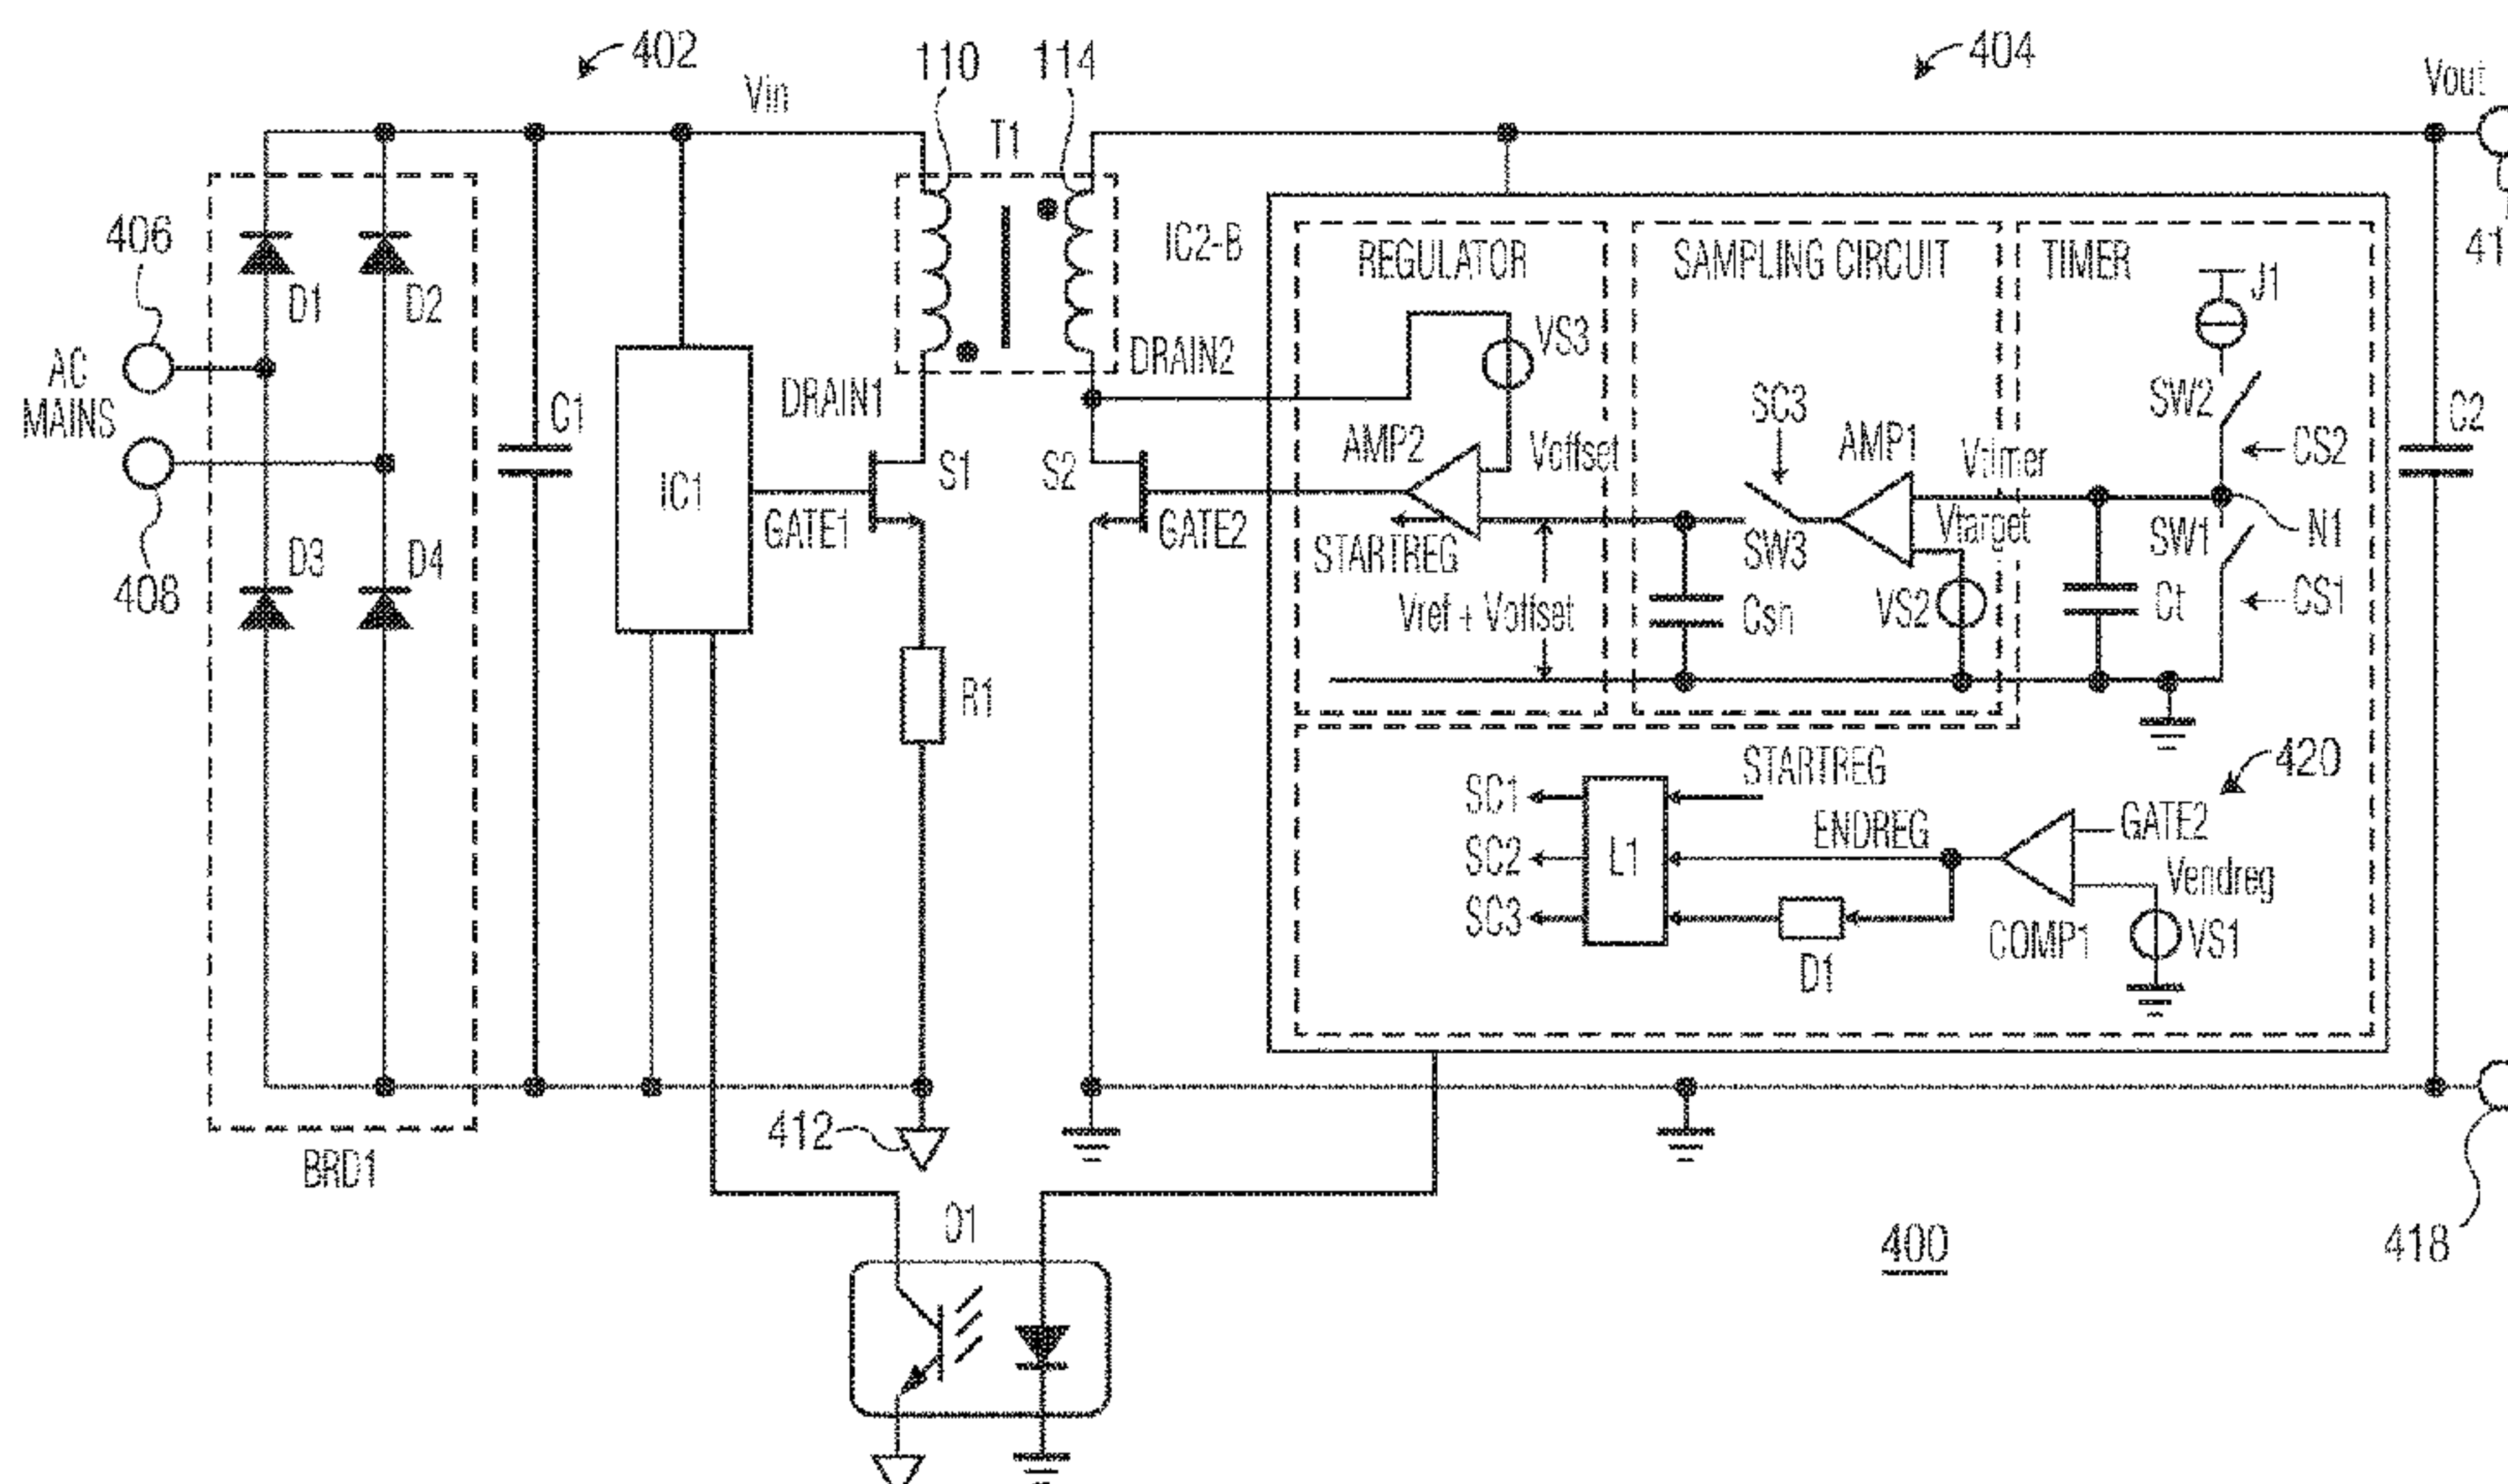 402
110
114
404
Vin
Vout
T1
406
IC2-B
REGULATOR
SAMPLING CIRCUIT
TIMER
J1
41
D1
D2
VS3
AC
MAINS
DRAIN1
DRAIN2
SC3
SW2
C1
AMP2
Voffset
AMP1
Vtimer
CS2
C2
IC1
S1
S2
GATE1
GATE2
Vtarget
SW1
N1
D3
D4
STARTREG
SW3
408
Vref + Voffset
Csh
VS2
Ct
CS1
R1
STARTREG
420
SC1
GATE2
ENDREG
SC2
L1
Vendreg
SC3
COMP1
VS1
D1
412
BRD1
O1
400
418